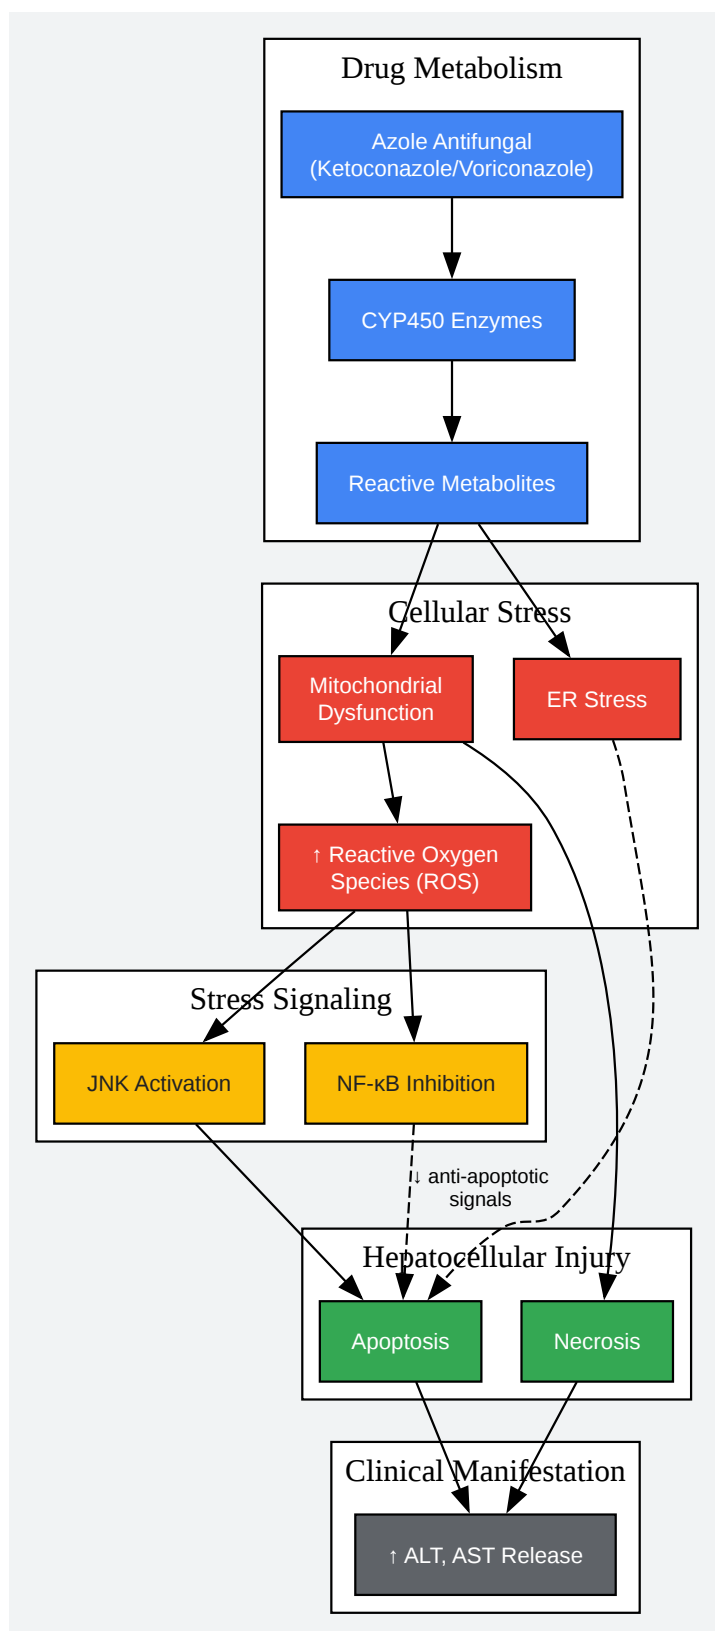 Drug Metabolism
Azole Antifungal
(Ketoconazole/Voriconazole)
CYP450 Enzymes
Reactive Metabolites
Cellular Stress
Mitochondrial
Dysfunction
ER Stress
↑ Reactive Oxygen
Species (ROS)
Stress Signaling
JNK Activation
NF-κB Inhibition
↓ anti-apoptotic
signals
Hepatocellular Injury
Apoptosis
Necrosis
Clinical Manifestation
↑ ALT, AST Release